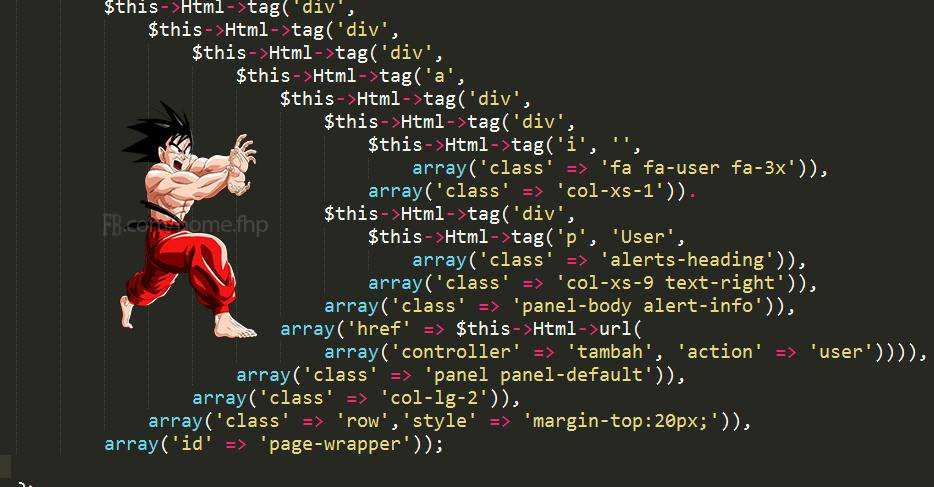 $this->Html->tag('div',
$this->Html->tag('div',
$this->Html->tag('div',
$this->Html->tag('a',
$this->Html->tag('div',
$this->Html->tag('div',
$this->Html->tag('i', '',
array('class' => 'fa fa-user fa-3x')),
array('class' => 'col-xs-1')).
$this->Html->tag('div',
FB.com/mome.fhp
$this->Html->tag('p', 'User',
array('class' => 'alerts-heading')),
array('class' => 'col-xs-9 text-right')),
array('class' => 'panel-body alert-info')),
array('href' => $this->Html->url(
array('controller' => 'tambah', 'action' => 'user')))),
array('class' => 'panel panel-default')),
array('class' => 'col-lg-2')),
array('class' => 'row','style' => 'margin-top:20px;')),
array('id' => 'page-wrapper'));